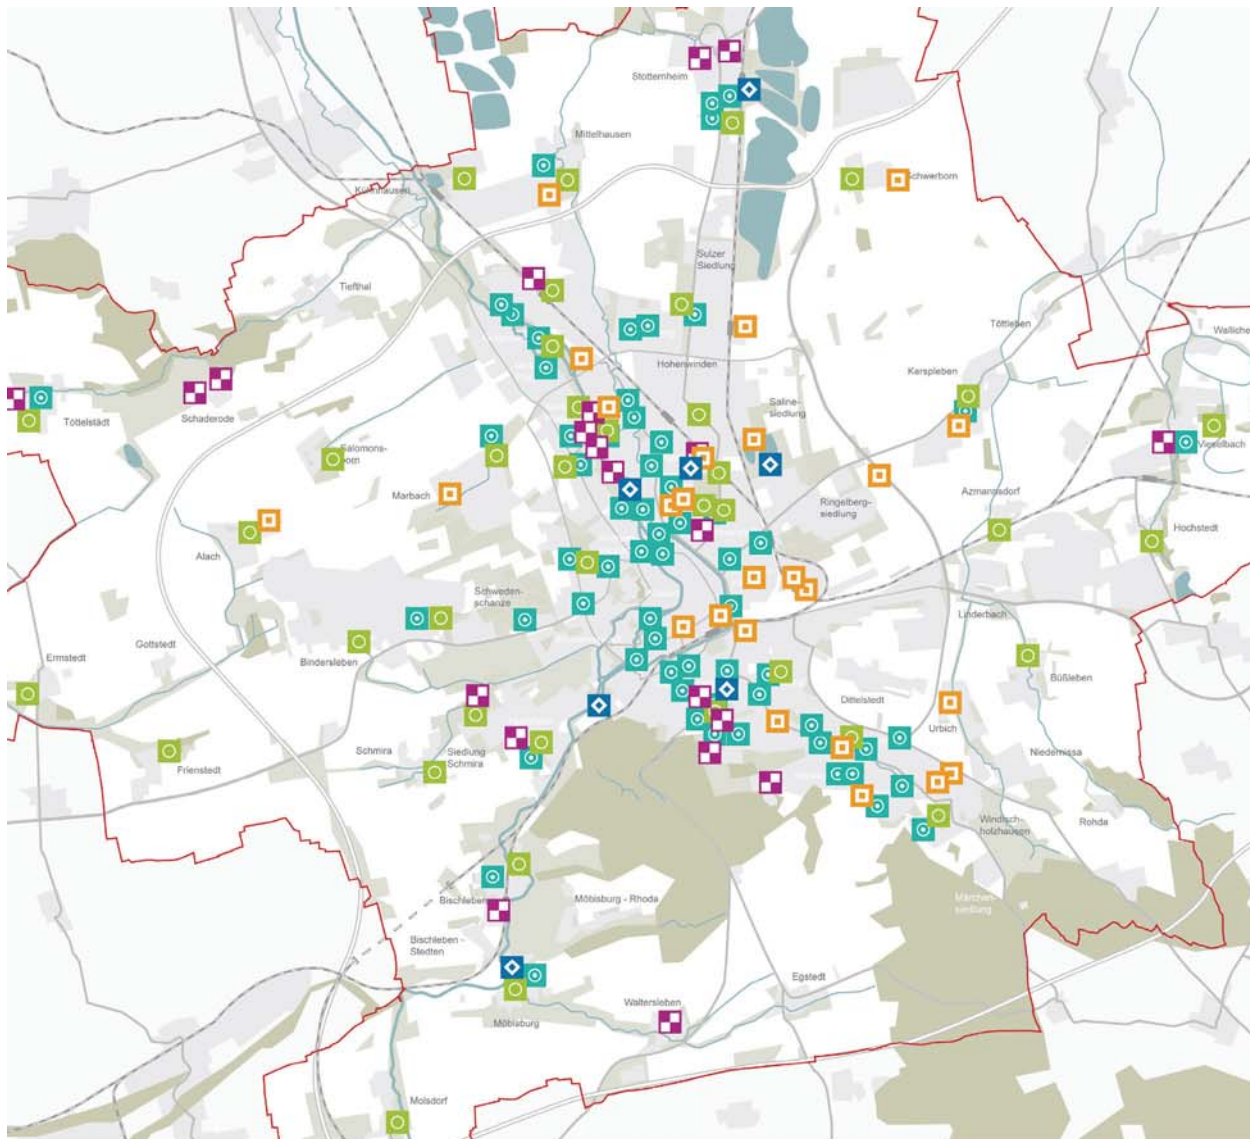 Stotternheim
Mittelhausen
Kühnhausen
Schwerborn
Sulzer
Siedlung
Tiefthal
Töttleben
Walliche
Hohenwinden
Kerspleben
Saline-
siedlung
Töttelstädt
Schaderode
Salomons-
born
Vieselbach
Marbach
Ringelberg-
siedlung
Azmannsdorf
Hochstedt
Alach
Schweden-
schanze
Linderbach
Gottstedt
Bindersleben
Ermstedt
Büßleben
Dittelstedt
Urbich
Schmira
Siedlung
Schmira
Niedernissa
Frienstedt
Windisch-
holzhausen
Rohda
Bischleben
Möbisburg - Rhoda
Märchen-
siedlung
Bischleben -
Stedten
Egstedt
Waltersleben
Möbisburg
Molsdorf